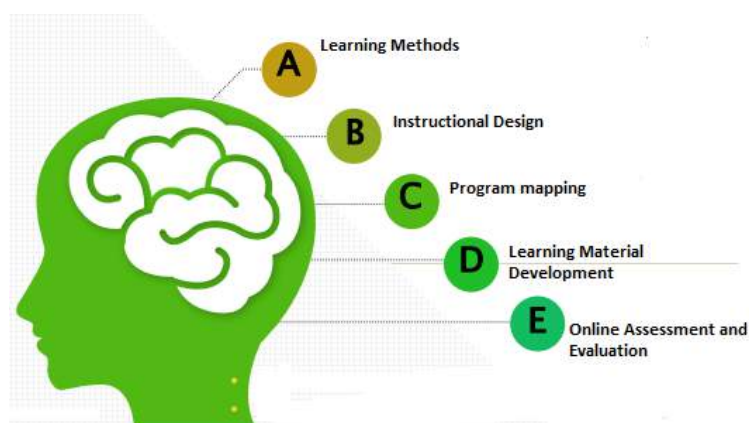 A
Learning Methods
B
Instructional Design
C
Program mapping
D
Learning Material
Development
E
Online Assessment and
Evaluation